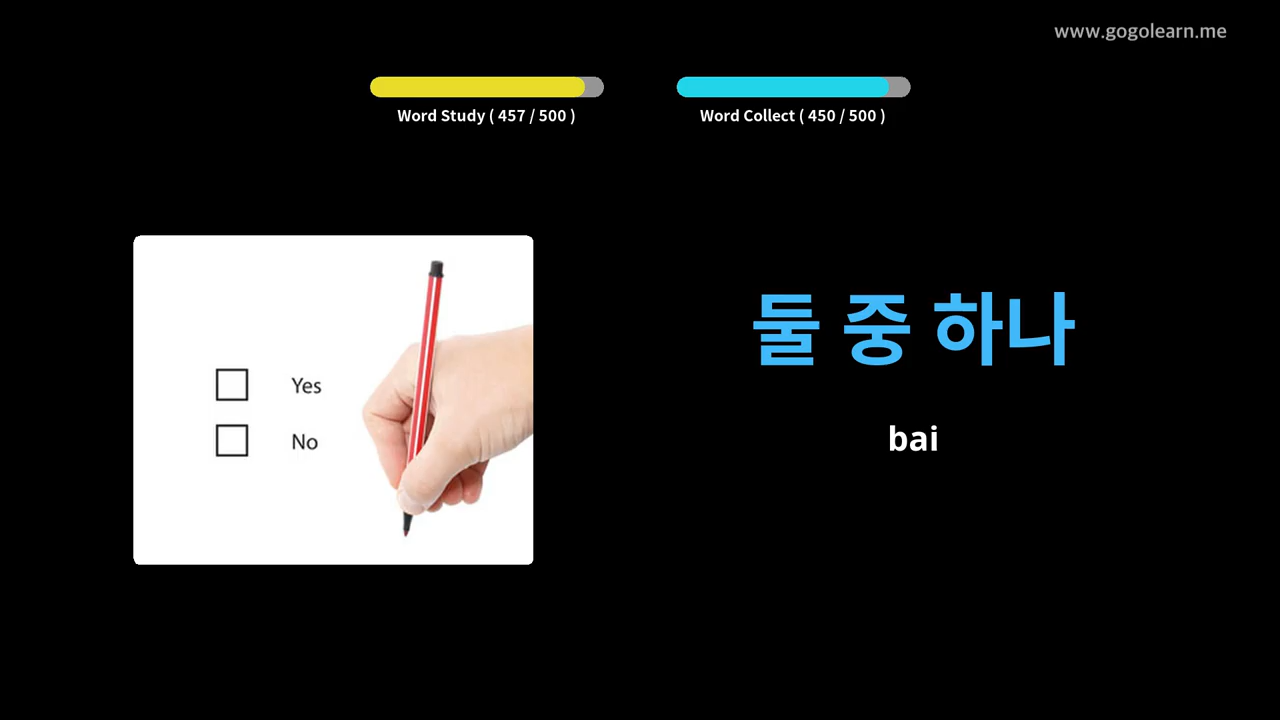 www.gogolearn.me
Word Study ( 457 / 500 )
Word Collect ( 450 / 500 )
Yes
No
둘 중 하나
bai